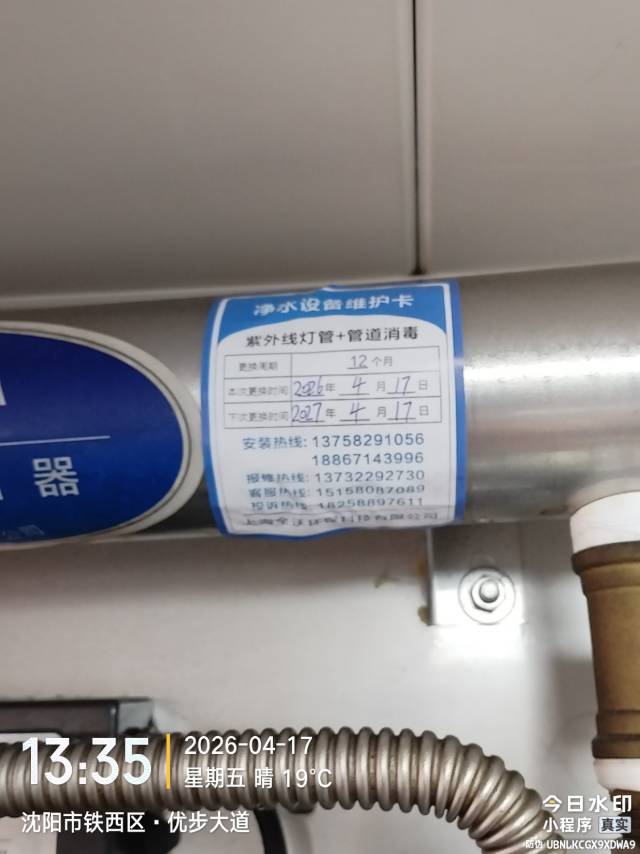 器
净水设备维护卡
紫外线灯管+管道消毒
更换周期 12个月
本次更换时间 2026年 4月 17日
下次更换时间 2027年 4月 17日
安装热线: 13758291056
18867143996
报修热线: 13732292730
客服热线: 15158087089
投诉热线: 18258897611
13:35
2026-04-17
星期五 晴 19℃
沈阳市铁西区·优步大道
今日水印
小程序 真实
防伪 UBNLKCGX9XDWA9